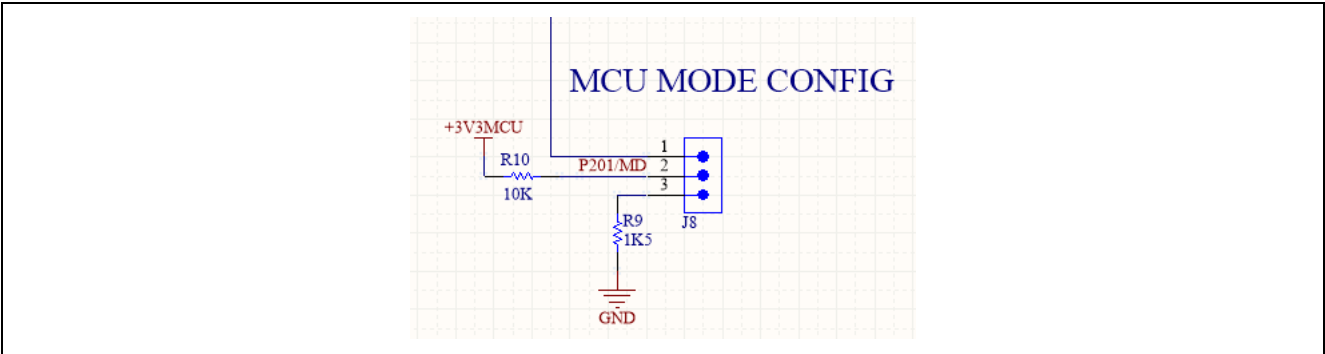 MCU MODE CONFIG
+3V3MCU
R10
10K
P201/MD
1
2
3
R9
1K5
J8
GND